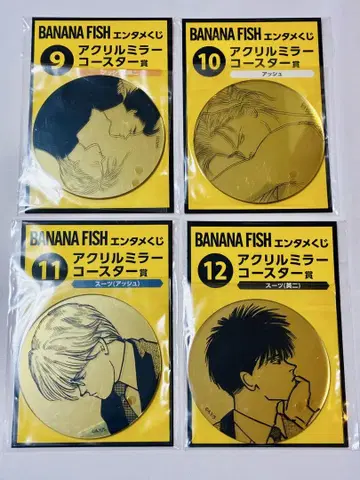 BANANA FISH エンタメくじ
9 アクリルミラー
コースター賞
BANANA FISH エンタメくじ
10 アクリルミラー
コースター賞
アッシュ
BANANA FISH エンタメくじ
11 アクリルミラー
コースター賞
スーツ(アッシュ)
BANANA FISH エンタメくじ
12 アクリルミラー
コースター賞
スーツ(英二)